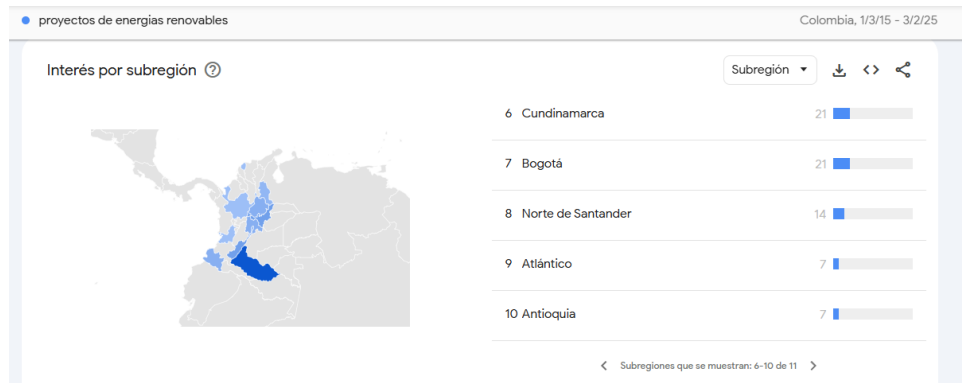 proyectos de energias renovables
Colombia, 1/3/15 - 3/2/25
Interés por subregión
Subregión
6 Cundinamarca 21
7 Bogotá 21
8 Norte de Santander 14
9 Atlántico 7
10 Antioquia 7
Subregiones que se muestran: 6-10 de 11